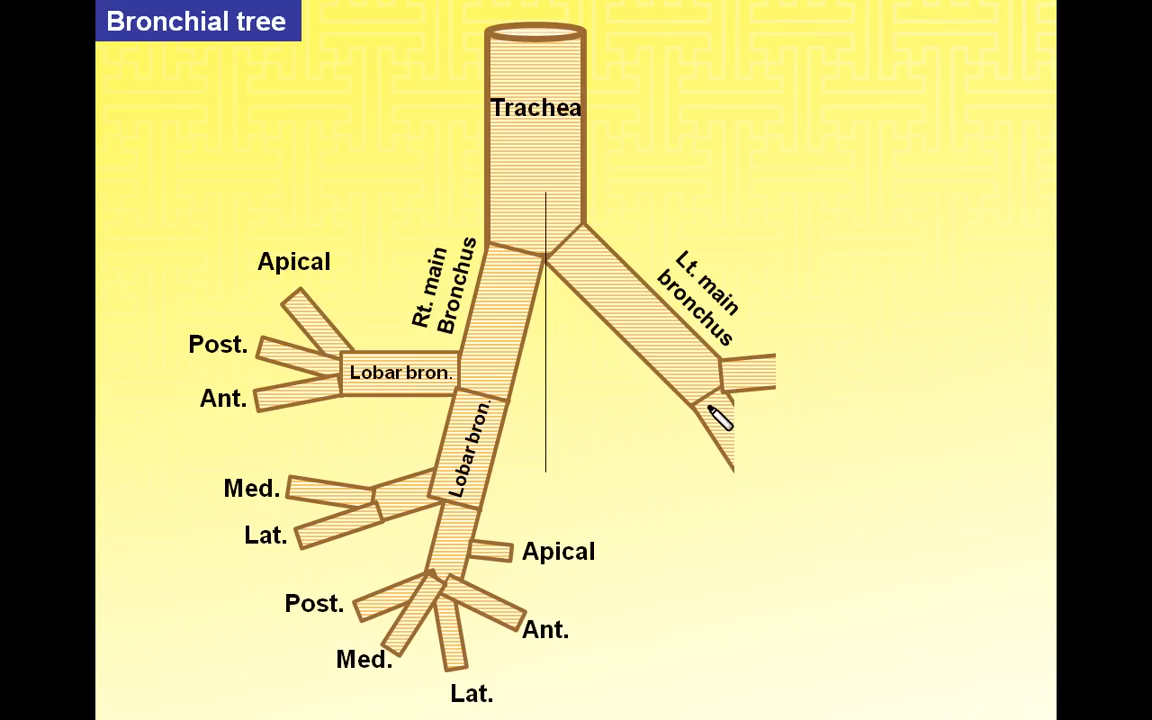 Bronchial tree
Trachea
Rt. main
Bronchus
Lt. main
bronchus
Apical
Post.
Ant.
Lobar bron.
Lobar bron.
Med.
Lat.
Apical
Post.
Ant.
Med.
Lat.